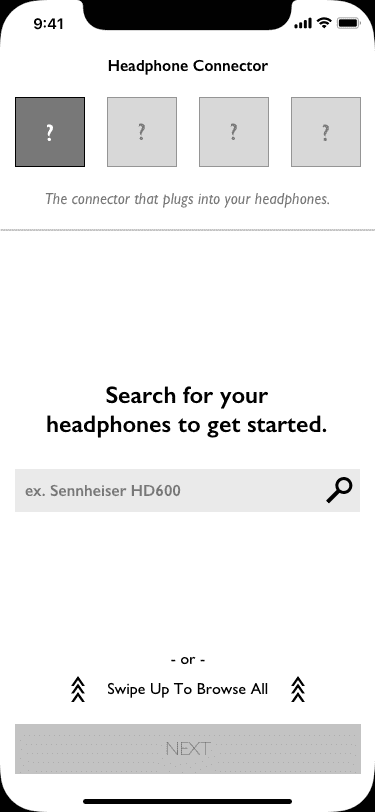 9:41
Headphone Connector
? ? ? ?
The connector that plugs into your headphones.
Search for your
headphones to get started.
ex. Sennheiser HD600
- or -
Swipe Up To Browse All
NEXT